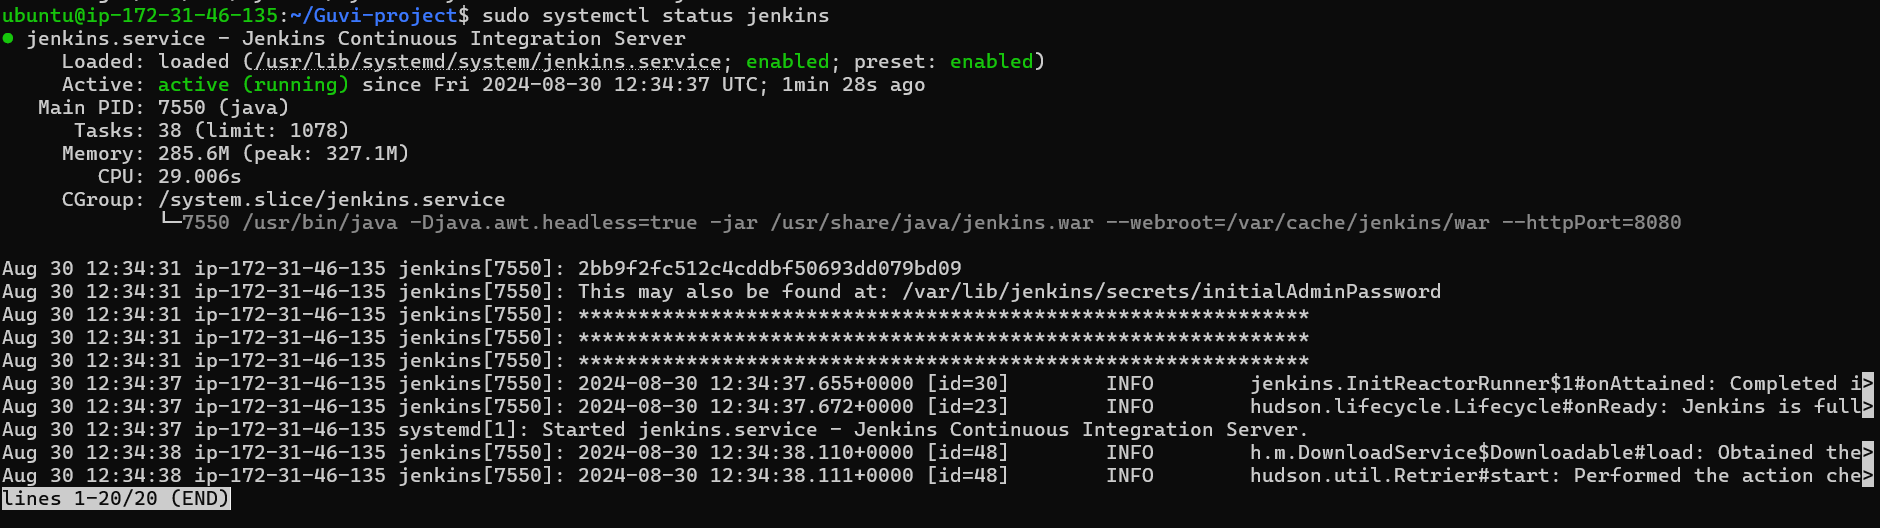 ubuntu@ip-172-31-46-135:~/Guvi-project$ sudo systemctl status jenkins
● jenkins.service - Jenkins Continuous Integration Server
     Loaded: loaded (/usr/lib/systemd/system/jenkins.service; enabled; preset: enabled)
     Active: active (running) since Fri 2024-08-30 12:34:37 UTC; 1min 28s ago
   Main PID: 7550 (java)
      Tasks: 38 (limit: 1078)
     Memory: 285.6M (peak: 327.1M)
        CPU: 29.006s
     CGroup: /system.slice/jenkins.service
             └─7550 /usr/bin/java -Djava.awt.headless=true -jar /usr/share/java/jenkins.war --webroot=/var/cache/jenkins/war --httpPort=8080
Aug 30 12:34:31 ip-172-31-46-135 jenkins[7550]: 2bb9f2fc512c4cddbf50693dd079bd09
Aug 30 12:34:31 ip-172-31-46-135 jenkins[7550]: This may also be found at: /var/lib/jenkins/secrets/initialAdminPassword
Aug 30 12:34:31 ip-172-31-46-135 jenkins[7550]: *************************************************************
Aug 30 12:34:31 ip-172-31-46-135 jenkins[7550]: *************************************************************
Aug 30 12:34:31 ip-172-31-46-135 jenkins[7550]: *************************************************************
Aug 30 12:34:37 ip-172-31-46-135 jenkins[7550]: 2024-08-30 12:34:37.655+0000 [id=30]        INFO        jenkins.InitReactorRunner$1#onAttained: Completed i>
Aug 30 12:34:37 ip-172-31-46-135 jenkins[7550]: 2024-08-30 12:34:37.672+0000 [id=23]        INFO        hudson.lifecycle.Lifecycle#onReady: Jenkins is full>
Aug 30 12:34:37 ip-172-31-46-135 systemd[1]: Started jenkins.service - Jenkins Continuous Integration Server.
Aug 30 12:34:38 ip-172-31-46-135 jenkins[7550]: 2024-08-30 12:34:38.110+0000 [id=48]        INFO        h.m.DownloadService$Downloadable#load: Obtained the>
Aug 30 12:34:38 ip-172-31-46-135 jenkins[7550]: 2024-08-30 12:34:38.111+0000 [id=48]        INFO        hudson.util.Retrier#start: Performed the action che>
lines 1-20/20 (END)